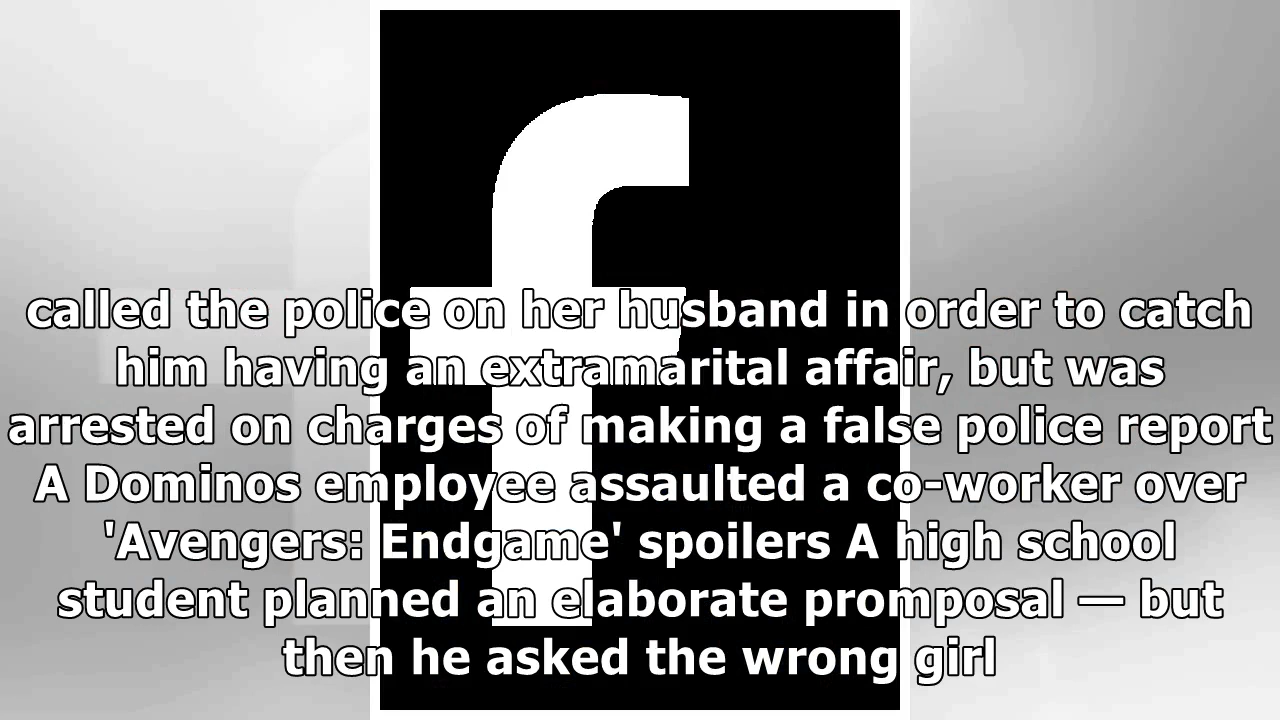 called the police on her husband in order to catch
him having an extramarital affair, but was
arrested on charges of making a false police report
A Dominos employee assaulted a co-worker over
'Avengers: Endgame' spoilers A high school
student planned an elaborate promposal — but
then he asked the wrong girl